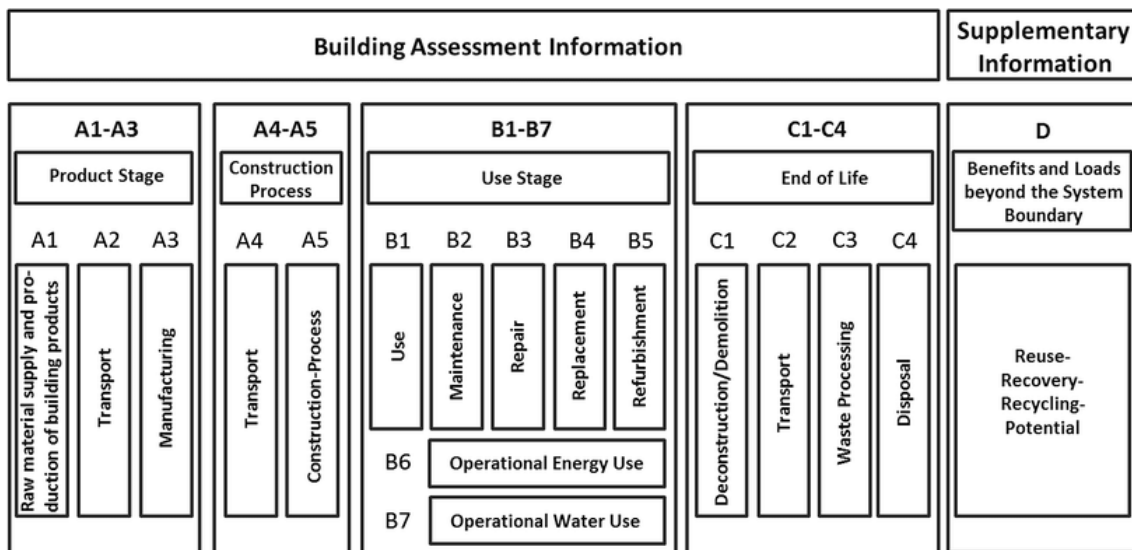 Building Assessment Information
Supplementary
Information
A1-A3
Product Stage
A1
A2
A3
Raw material supply and pro-
duction of building products
Transport
Manufacturing
A4-A5
Construction
Process
A4
A5
Transport
Construction-Process
B1-B7
Use Stage
B1
B2
B3
B4
B5
Use
Maintenance
Repair
Replacement
Refurbishment
B6
Operational Energy Use
B7
Operational Water Use
C1-C4
End of Life
C1
C2
C3
C4
Deconstruction/Demolition
Transport
Waste Processing
Disposal
D
Benefits and Loads
beyond the System
Boundary
Reuse-
Recovery-
Recycling-
Potential